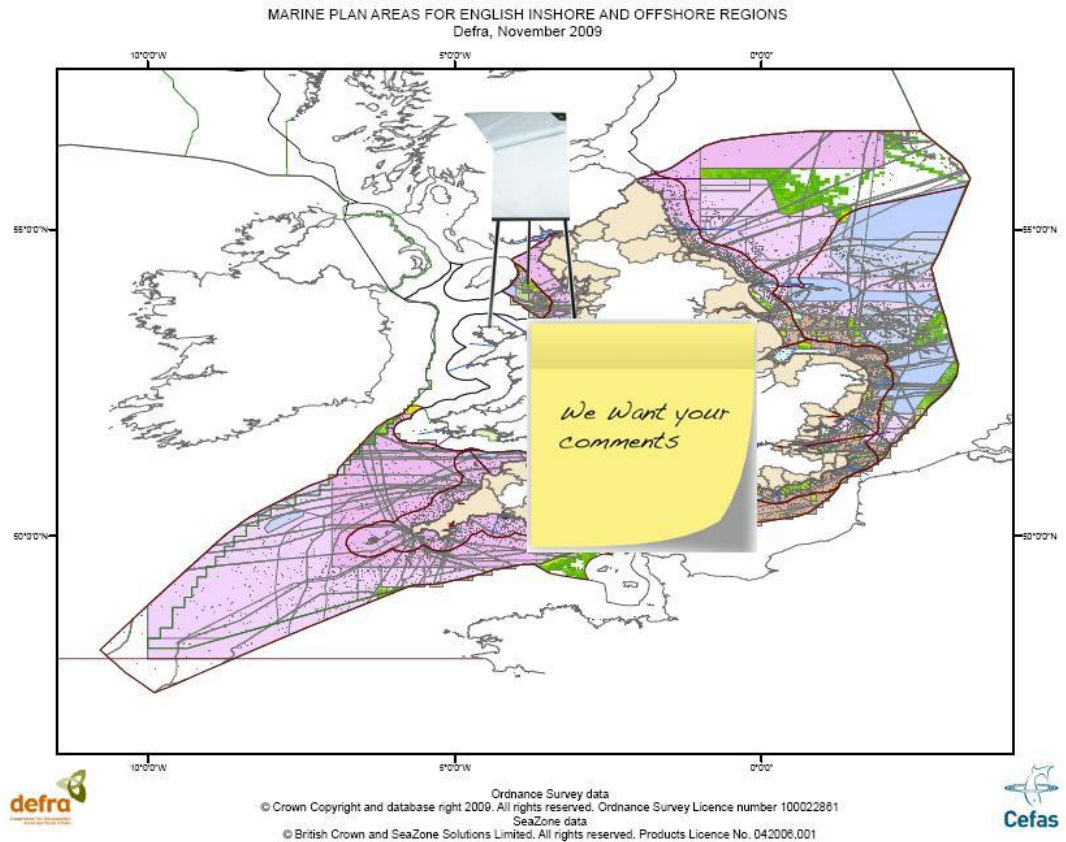 MARINE PLAN AREAS FOR ENGLISH INSHORE AND OFFSHORE REGIONS
Defra, November 2009
10°0'0"W 5°0'0"W 0°0'0"
55°0'0"N 55°0'0"N
We Want your
comments
50°0'0"N 50°0'0"N
10°0'0"W 5°0'0"W 0°0'0"
defra
Ordnance Survey data
© Crown Copyright and database right 2009. All rights reserved. Ordnance Survey Licence number 100022861
SeaZone data
© British Crown and SeaZone Solutions Limited. All rights reserved. Products Licence No. 042006.001
Cefas